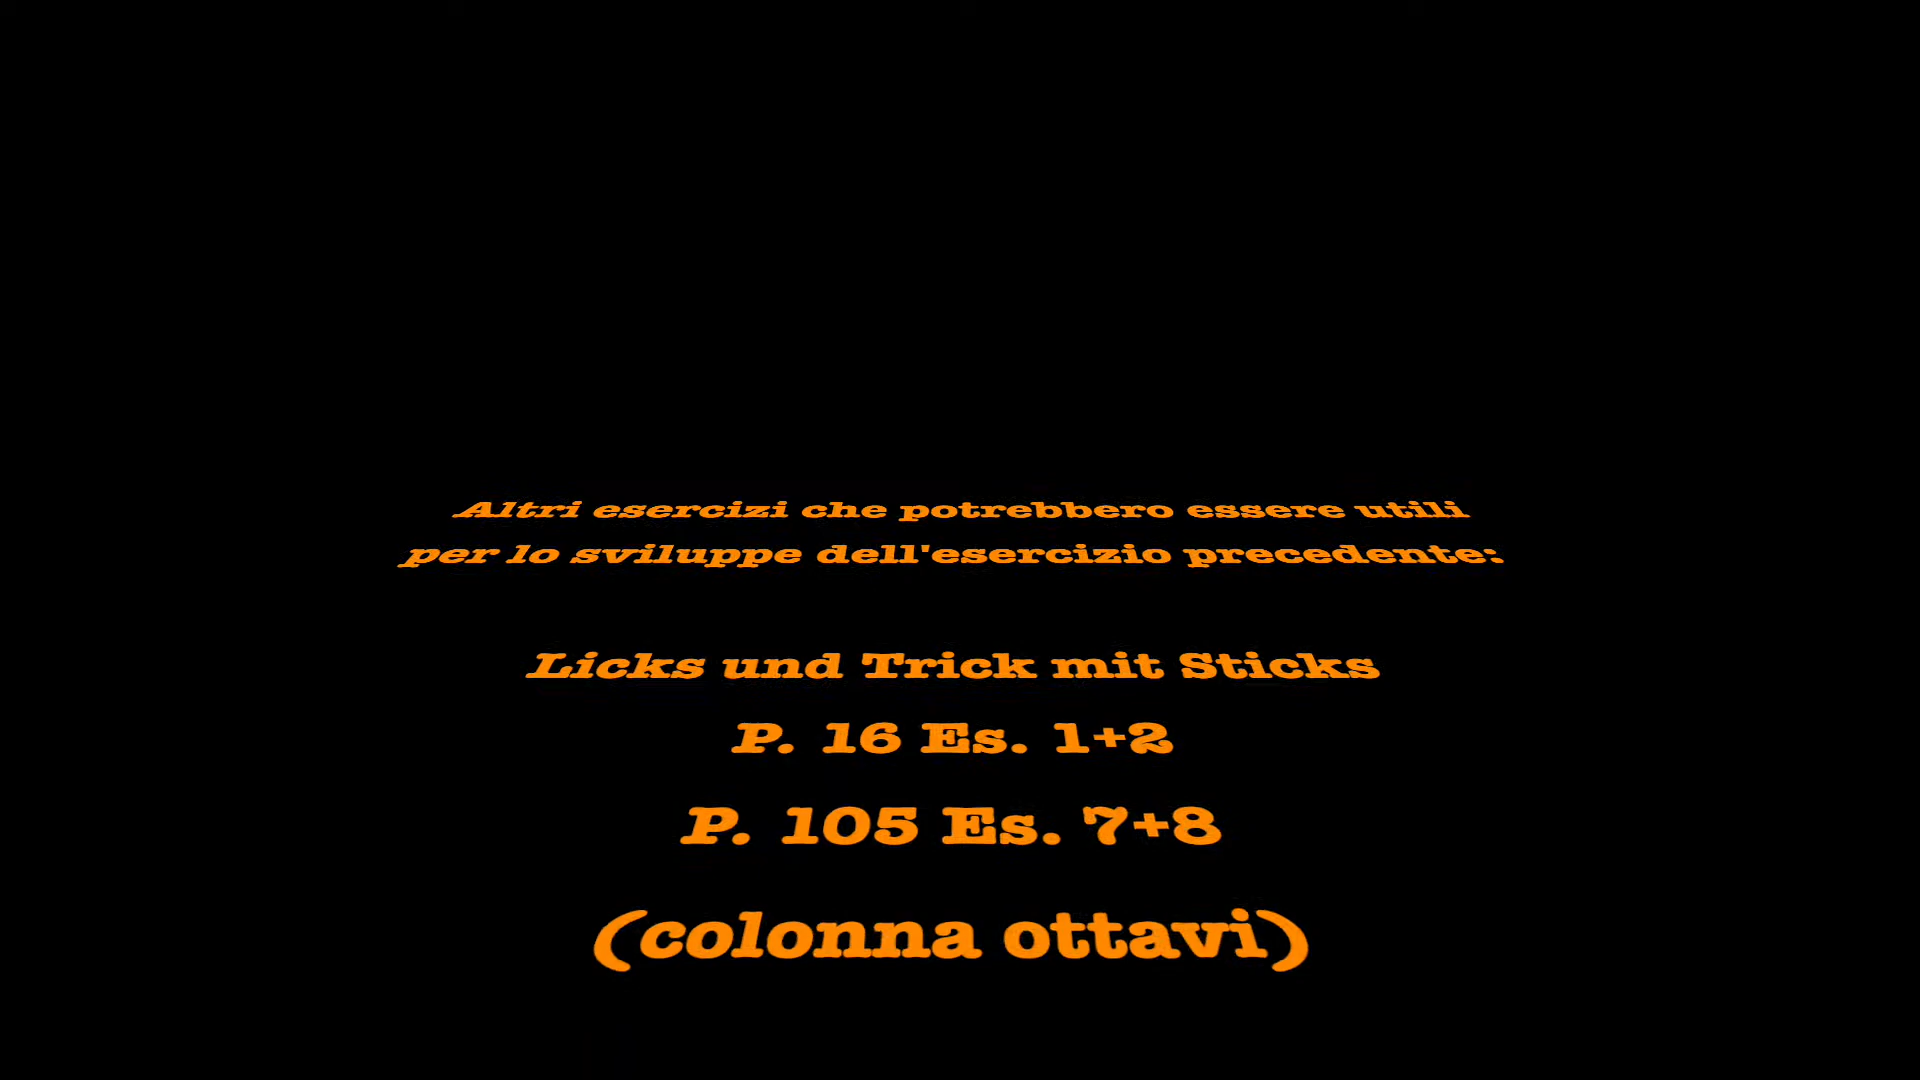 Altri esercizi che potrebbero essere utili
per lo sviluppe dell'esercizio precedente:
Licks und Trick mit Sticks
P. 16 Es. 1+2
P. 105 Es. 7+8
(colonna ottavi)